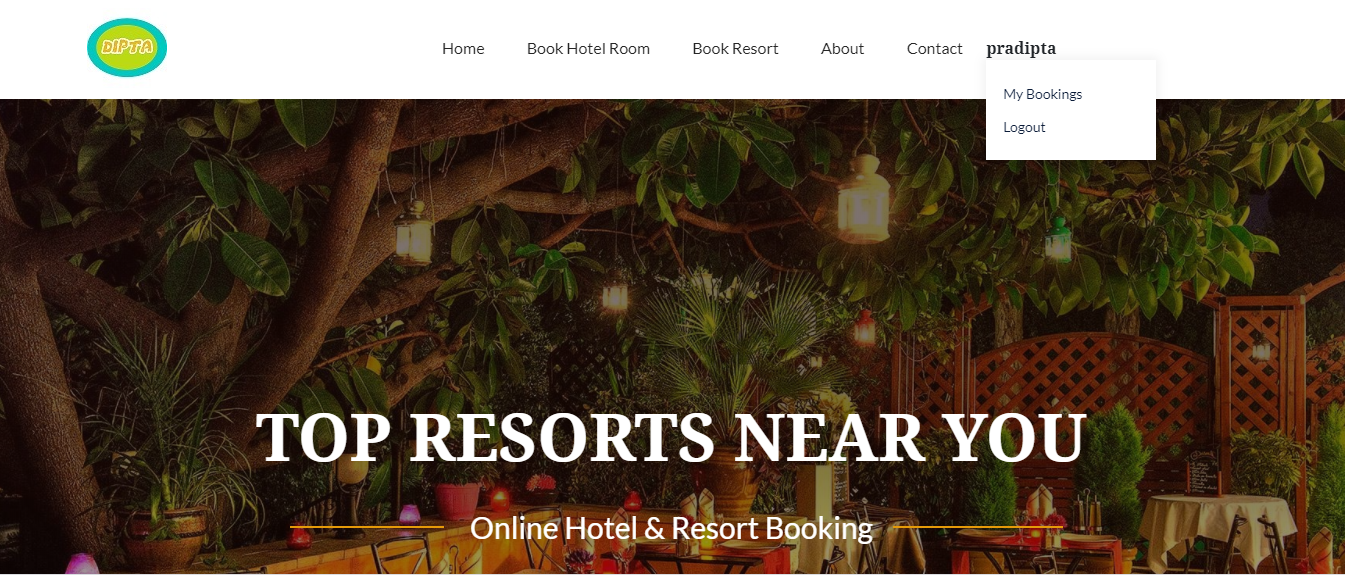 DIPTA
Home Book Hotel Room Book Resort About Contact pradipta
My Bookings
Logout
TOP RESORTS NEAR YOU
Online Hotel & Resort Booking